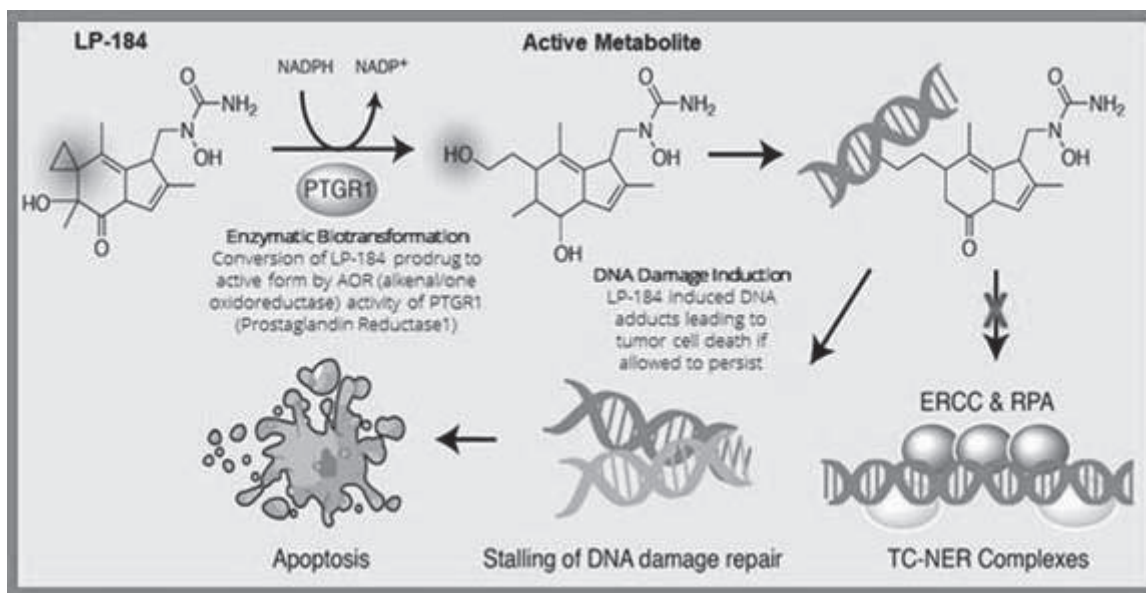 LP-184
Active Metabolite
NADPH NADP+
O
NH2
N
OH
HO
O
PTGR1
Enzymatic Biotransformation
Conversion of LP-184 prodrug to
active form by AOR (alkenal/one
oxidoreductase) activity of PTGR1
(Prostaglandin Reductase1)
O
NH2
N
OH
HO
OH
O
NH2
N
OH
O
DNA Damage Induction
LP-184 induced DNA
adducts leading to
tumor cell death if
allowed to persist
ERCC & RPA
Apoptosis
Stalling of DNA damage repair
TC-NER Complexes